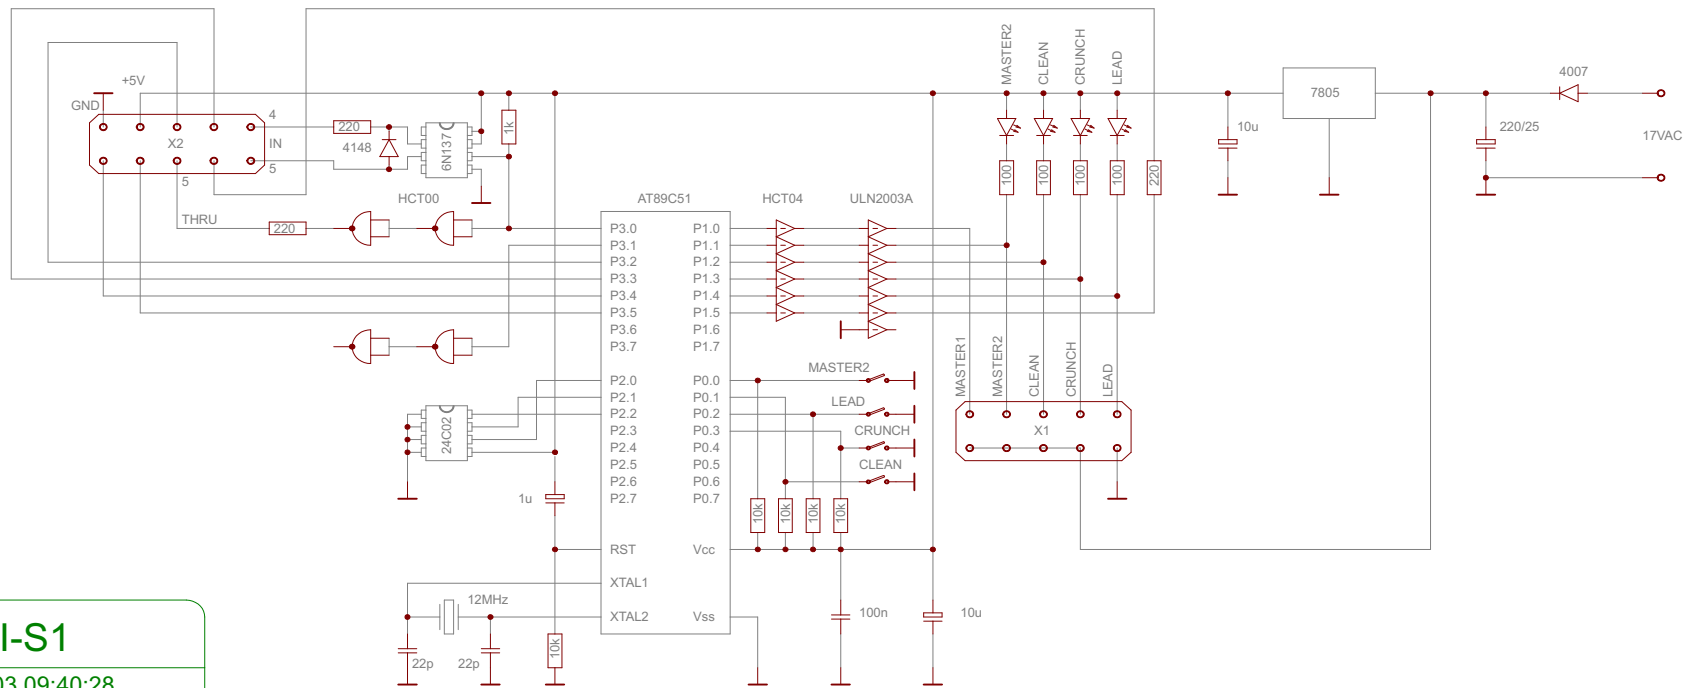 MASTER2
CLEAN
CRUNCH
LEAD
+5V
GND
4
X2
IN
5
5
220
4148
6N137
1k
7805
10u
4007
220/25
17VAC
100
100
100
100
220
THRU
220
HCT00
AT89C51
HCT04
ULN2003A
P3.0
P3.1
P3.2
P3.3
P3.4
P3.5
P3.6
P3.7
P2.0
P2.1
P2.2
P2.3
P2.4
P2.5
P2.6
P2.7
RST
XTAL1
XTAL2
P1.0
P1.1
P1.2
P1.3
P1.4
P1.5
P1.6
P1.7
P0.0
P0.1
P0.2
P0.3
P0.4
P0.5
P0.6
P0.7
Vcc
Vss
MASTER2
LEAD
CRUNCH
CLEAN
MASTER1
MASTER2
CLEAN
CRUNCH
LEAD
X1
24C02
1u
10k
10k
10k
10k
12MHz
22p
22p
10k
100n
10u
I-S1
03 09:40:28